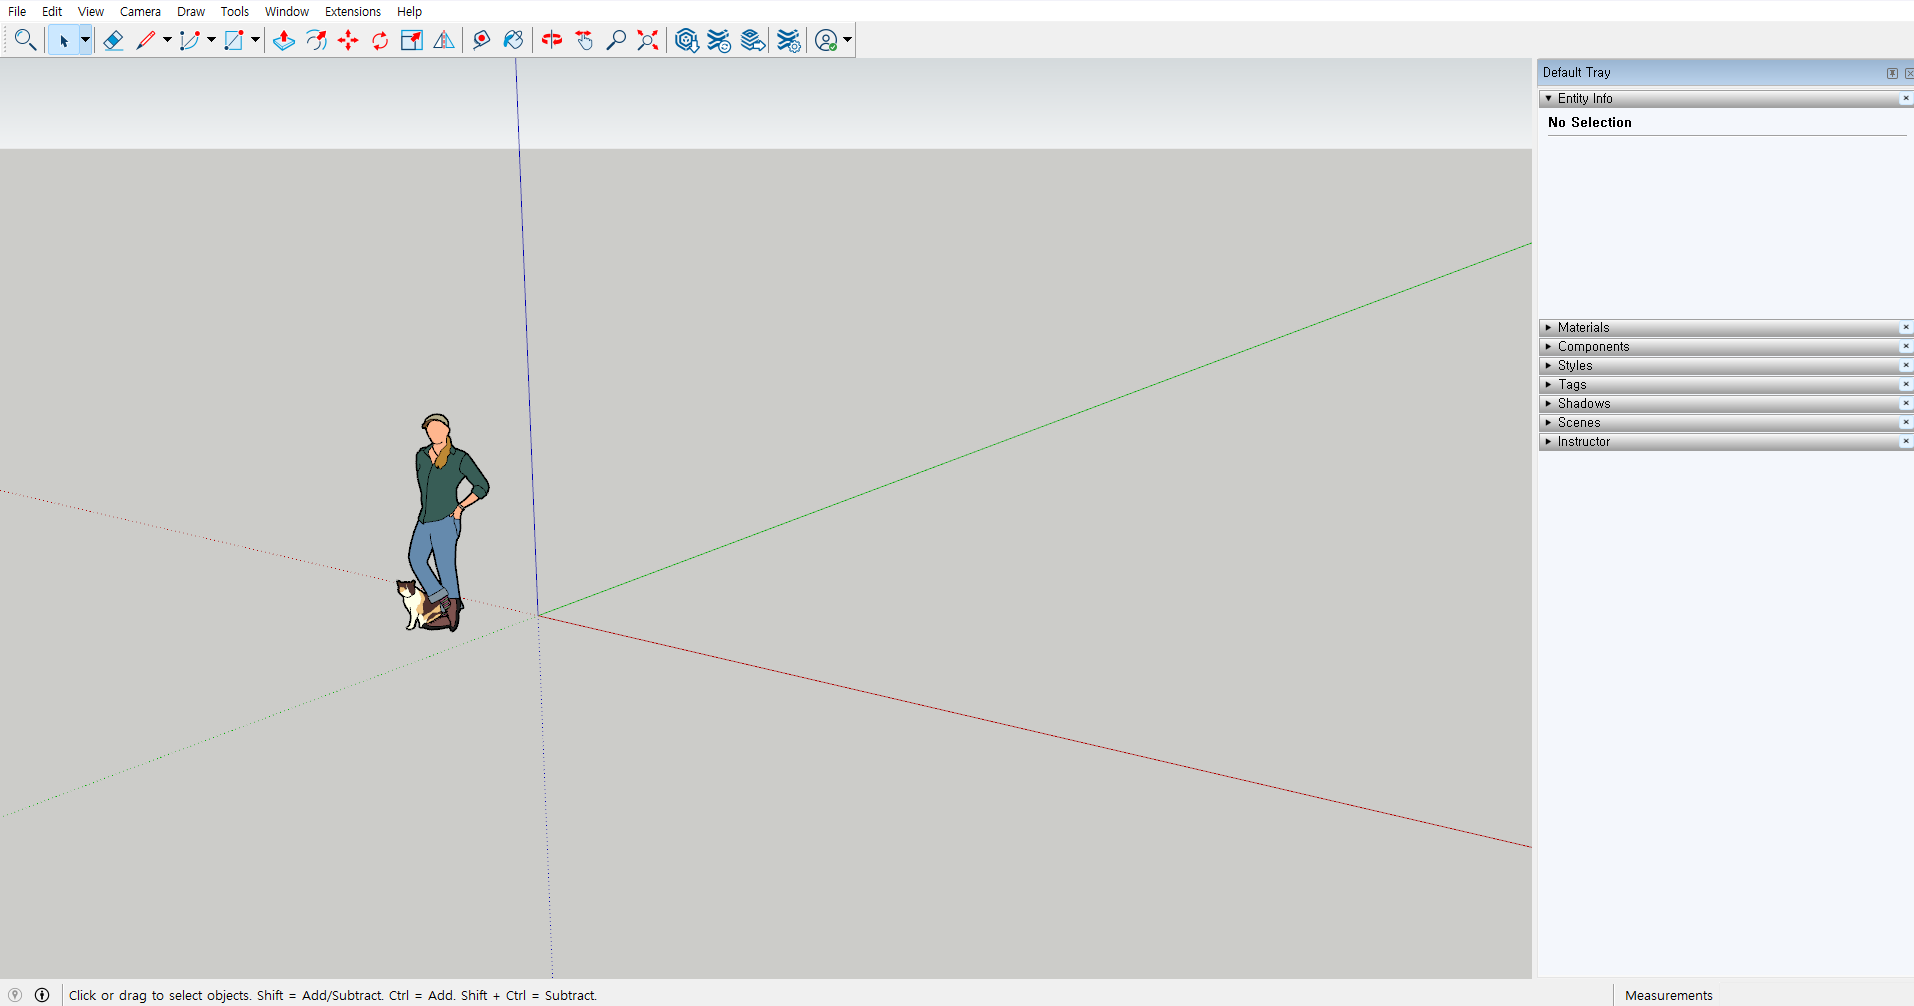 File Edit View Camera Draw Tools Window Extensions Help
Default Tray
Entity Info
No Selection
Materials
Components
Styles
Tags
Shadows
Scenes
Instructor
Click or drag to select objects. Shift = Add/Subtract. Ctrl = Add. Shift + Ctrl = Subtract.
Measurements